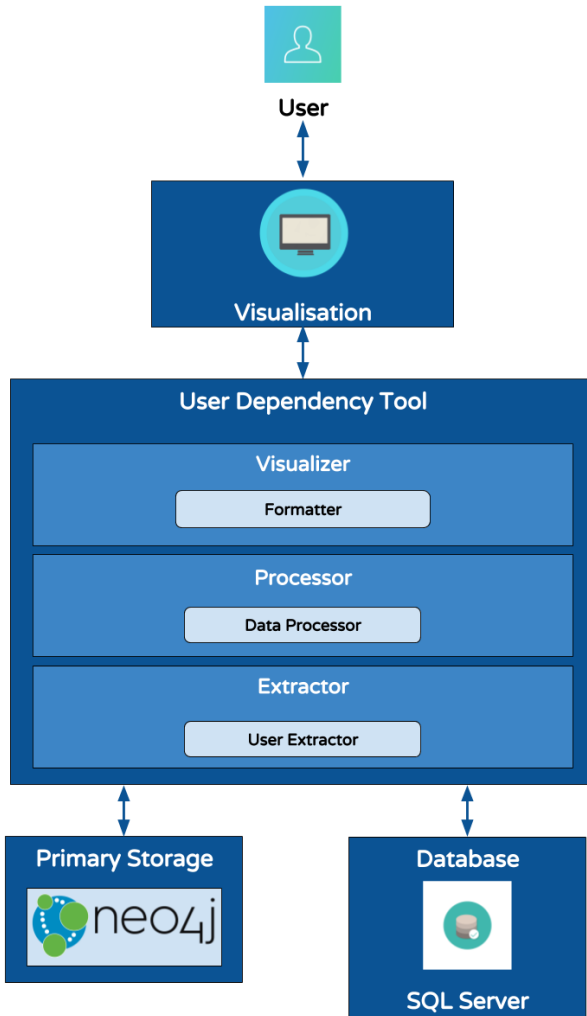 User
Visualisation
User Dependency Tool
Visualizer
Formatter
Processor
Data Processor
Extractor
User Extractor
Primary Storage
neo4j
Database
SQL Server